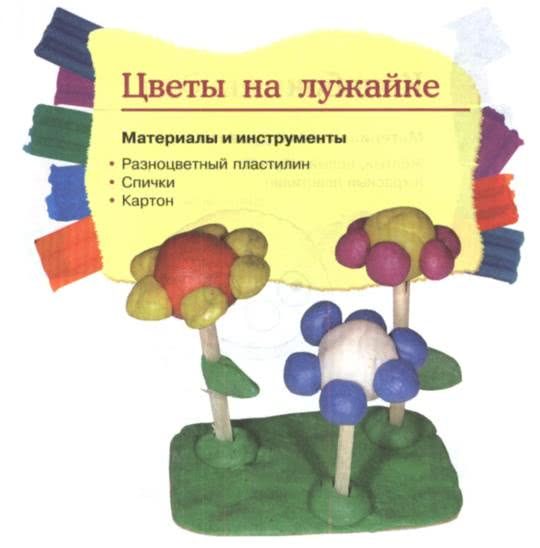 Цветы на лужайке
Материалы и инструменты
• Разноцветный пластилин
• Спички
• Картон